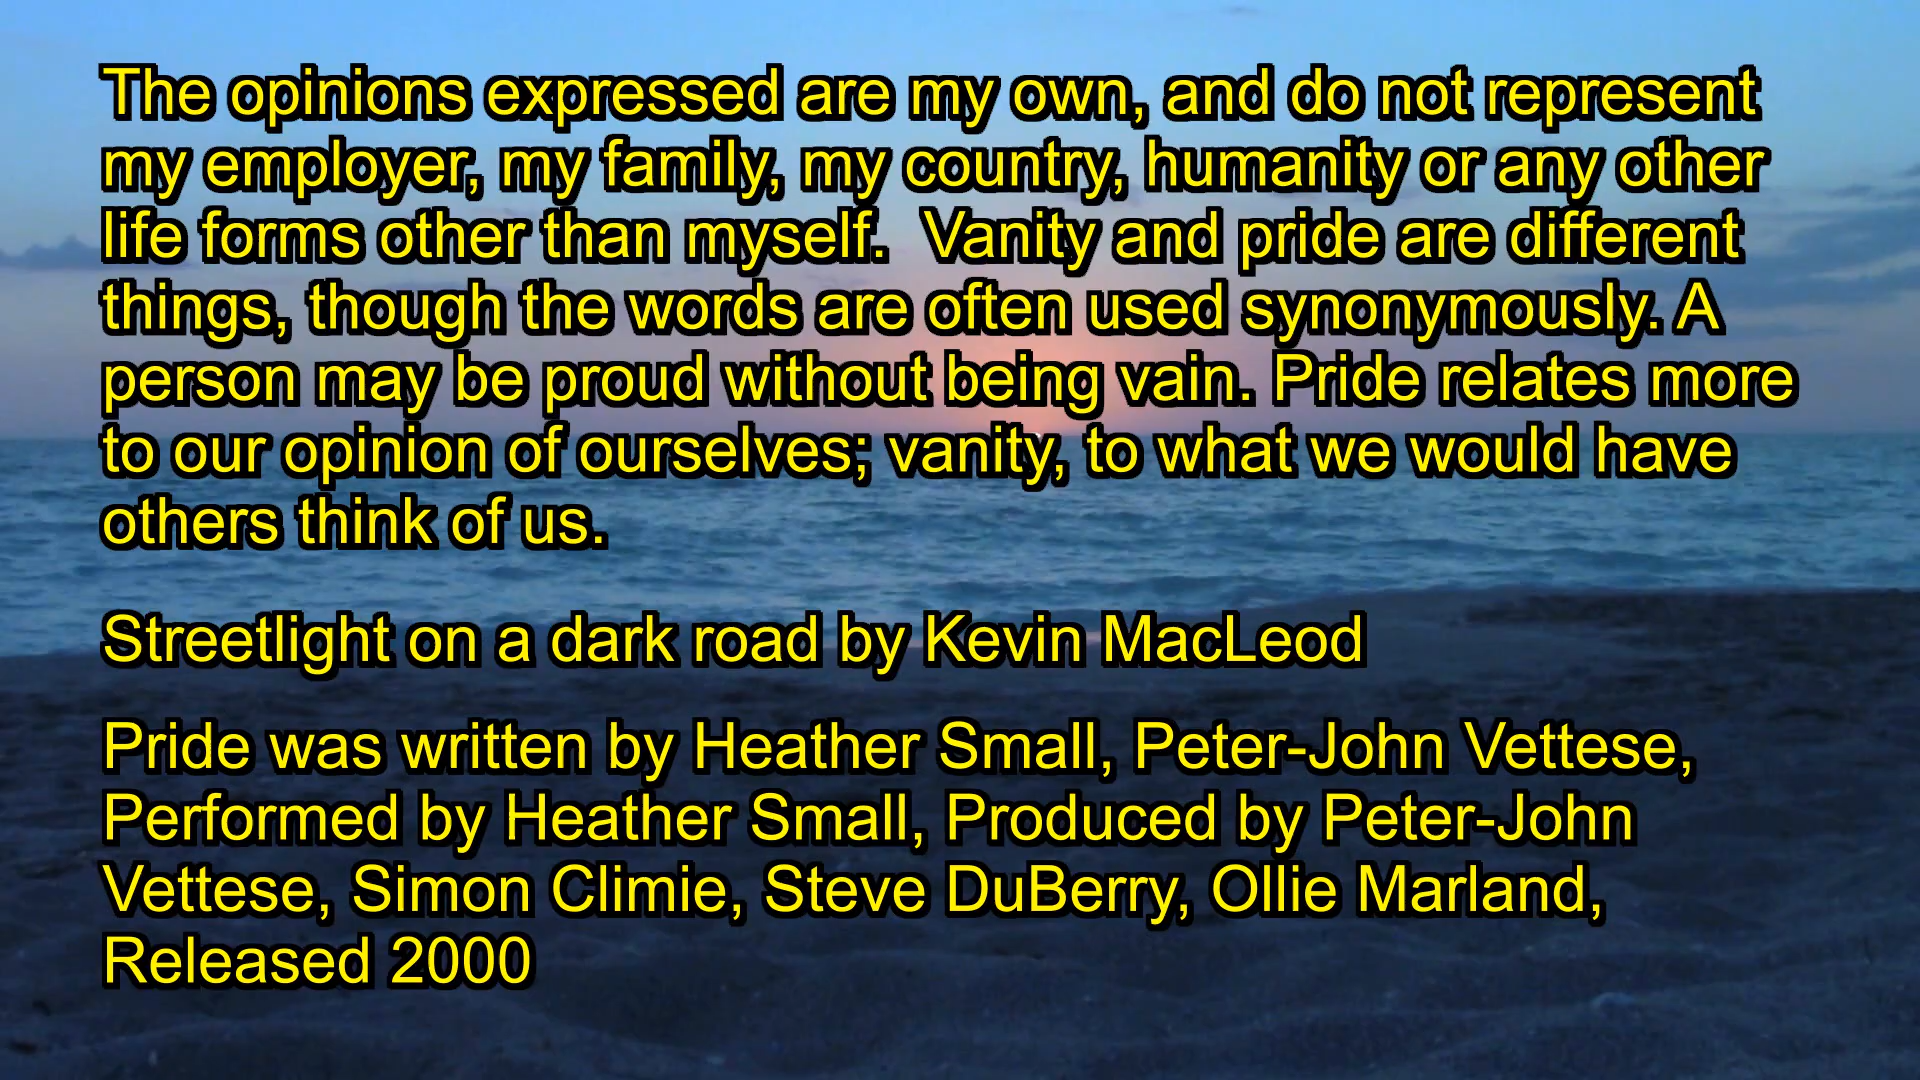 The opinions expressed are my own, and do not represent
my employer, my family, my country, humanity or any other
life forms other than myself.  Vanity and pride are different
things, though the words are often used synonymously. A
person may be proud without being vain. Pride relates more
to our opinion of ourselves; vanity, to what we would have
others think of us.
Streetlight on a dark road by Kevin MacLeod
Pride was written by Heather Small, Peter-John Vettese,
Performed by Heather Small, Produced by Peter-John
Vettese, Simon Climie, Steve DuBerry, Ollie Marland,
Released 2000